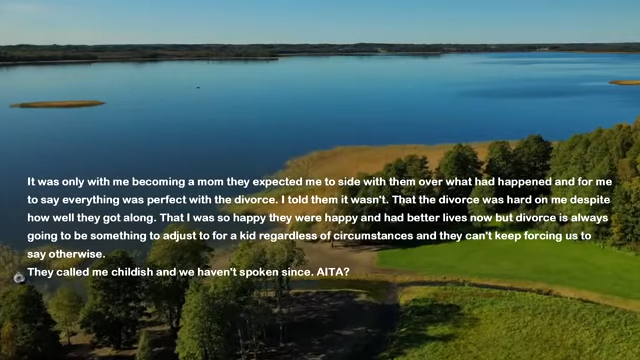 It was only with me becoming a mom they expected me to side with them over what had happened and for me
to say everything was perfect with the divorce. I told them it wasn't. That the divorce was hard on me despite
how well they got along. That I was so happy they were happy and had better lives now but divorce is always
going to be something to adjust to for a kid regardless of circumstances and they can't keep forcing us to
say otherwise.
They called me childish and we haven't spoken since. AITA?